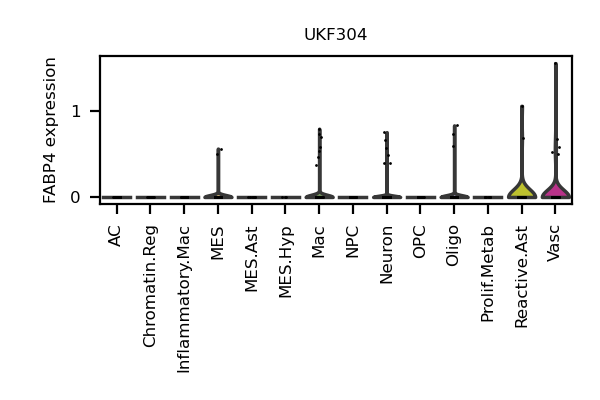 UKF304
FABP4 expression
1
0
AC
Chromatin.Reg
Inflammatory.Mac
MES
MES.Ast
MES.Hyp
Mac
NPC
Neuron
OPC
Oligo
Prolif.Metab
Reactive.Ast
Vasc